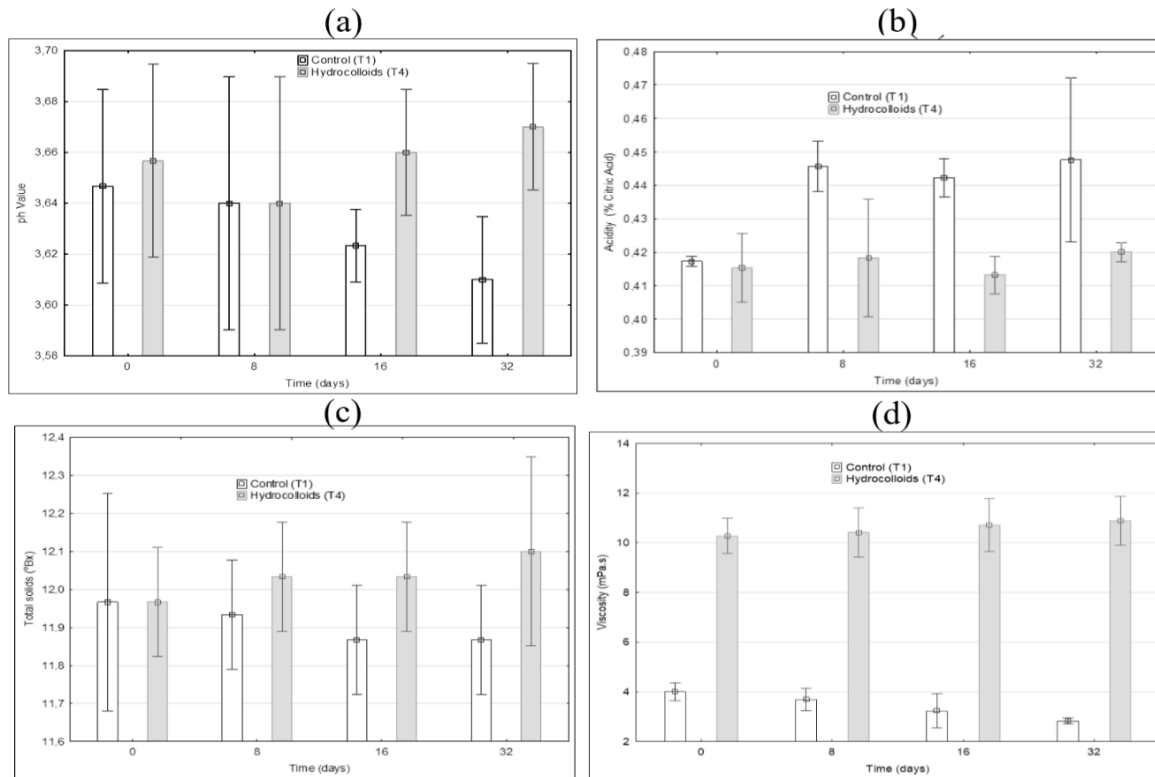 (a)
3,70
3,68
3,66
3,64
3,62
3,60
3,58
ph Value
Control (T1)
Hydrocolloids (T4)
0
8
16
32
Time (days)
(b)
0,48
0,47
0,46
0,45
0,44
0,43
0,42
0,41
0,40
0,39
Acidity (% Citric Acid)
Control (T1)
Hydrocolloids (T4)
0
8
16
32
Time (days)
(c)
12,4
12,3
12,2
12,1
12,0
11,9
11,8
11,7
11,6
Total solids (ºBx)
Control (T1)
Hydrocolloids (T4)
0
8
16
32
Time (days)
(d)
14
12
10
8
6
4
2
Viscosity (mPa.s)
Control (T1)
Hydrocolloids (T4)
0
8
16
32
Time (days)